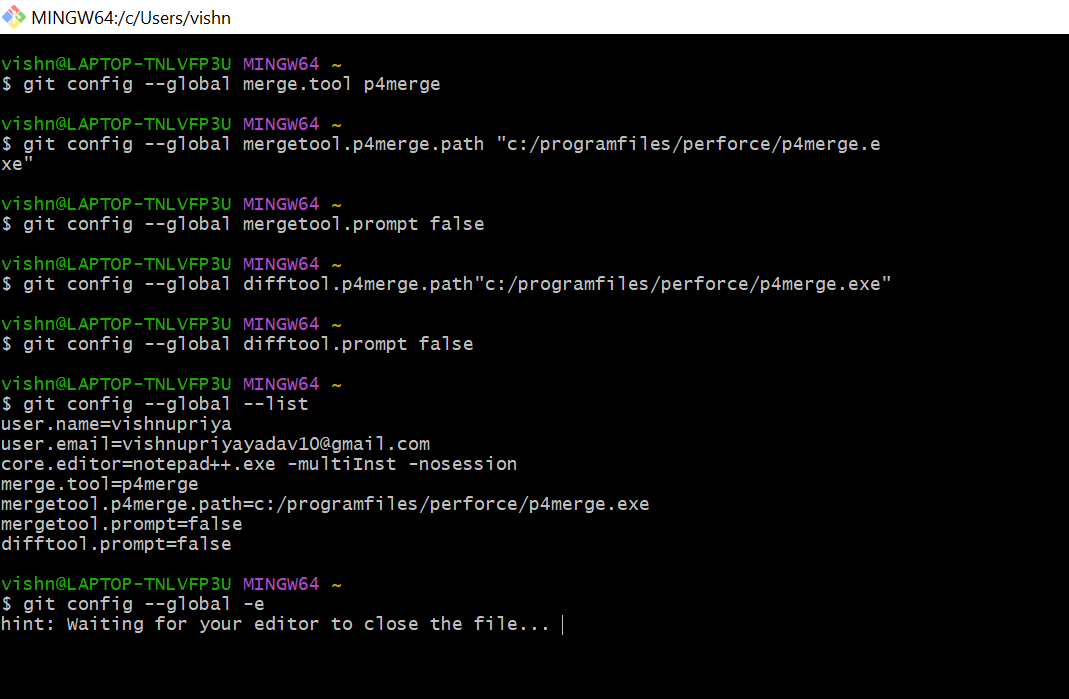 MINGW64:/c/Users/vishn
vishn@LAPTOP-TNLVFP3U MINGW64 ~
$ git config --global merge.tool p4merge
vishn@LAPTOP-TNLVFP3U MINGW64 ~
$ git config --global mergetool.p4merge.path "c:/programfiles/perforce/p4merge.e
xe"
vishn@LAPTOP-TNLVFP3U MINGW64 ~
$ git config --global mergetool.prompt false
vishn@LAPTOP-TNLVFP3U MINGW64 ~
$ git config --global difftool.p4merge.path"c:/programfiles/perforce/p4merge.exe"
vishn@LAPTOP-TNLVFP3U MINGW64 ~
$ git config --global difftool.prompt false
vishn@LAPTOP-TNLVFP3U MINGW64 ~
$ git config --global --list
user.name=vishnupriya
user.email=vishnupriyayadav10@gmail.com
core.editor=notepad++.exe -multiInst -nosession
merge.tool=p4merge
mergetool.p4merge.path=c:/programfiles/perforce/p4merge.exe
mergetool.prompt=false
difftool.prompt=false
vishn@LAPTOP-TNLVFP3U MINGW64 ~
$ git config --global -e
hint: Waiting for your editor to close the file...